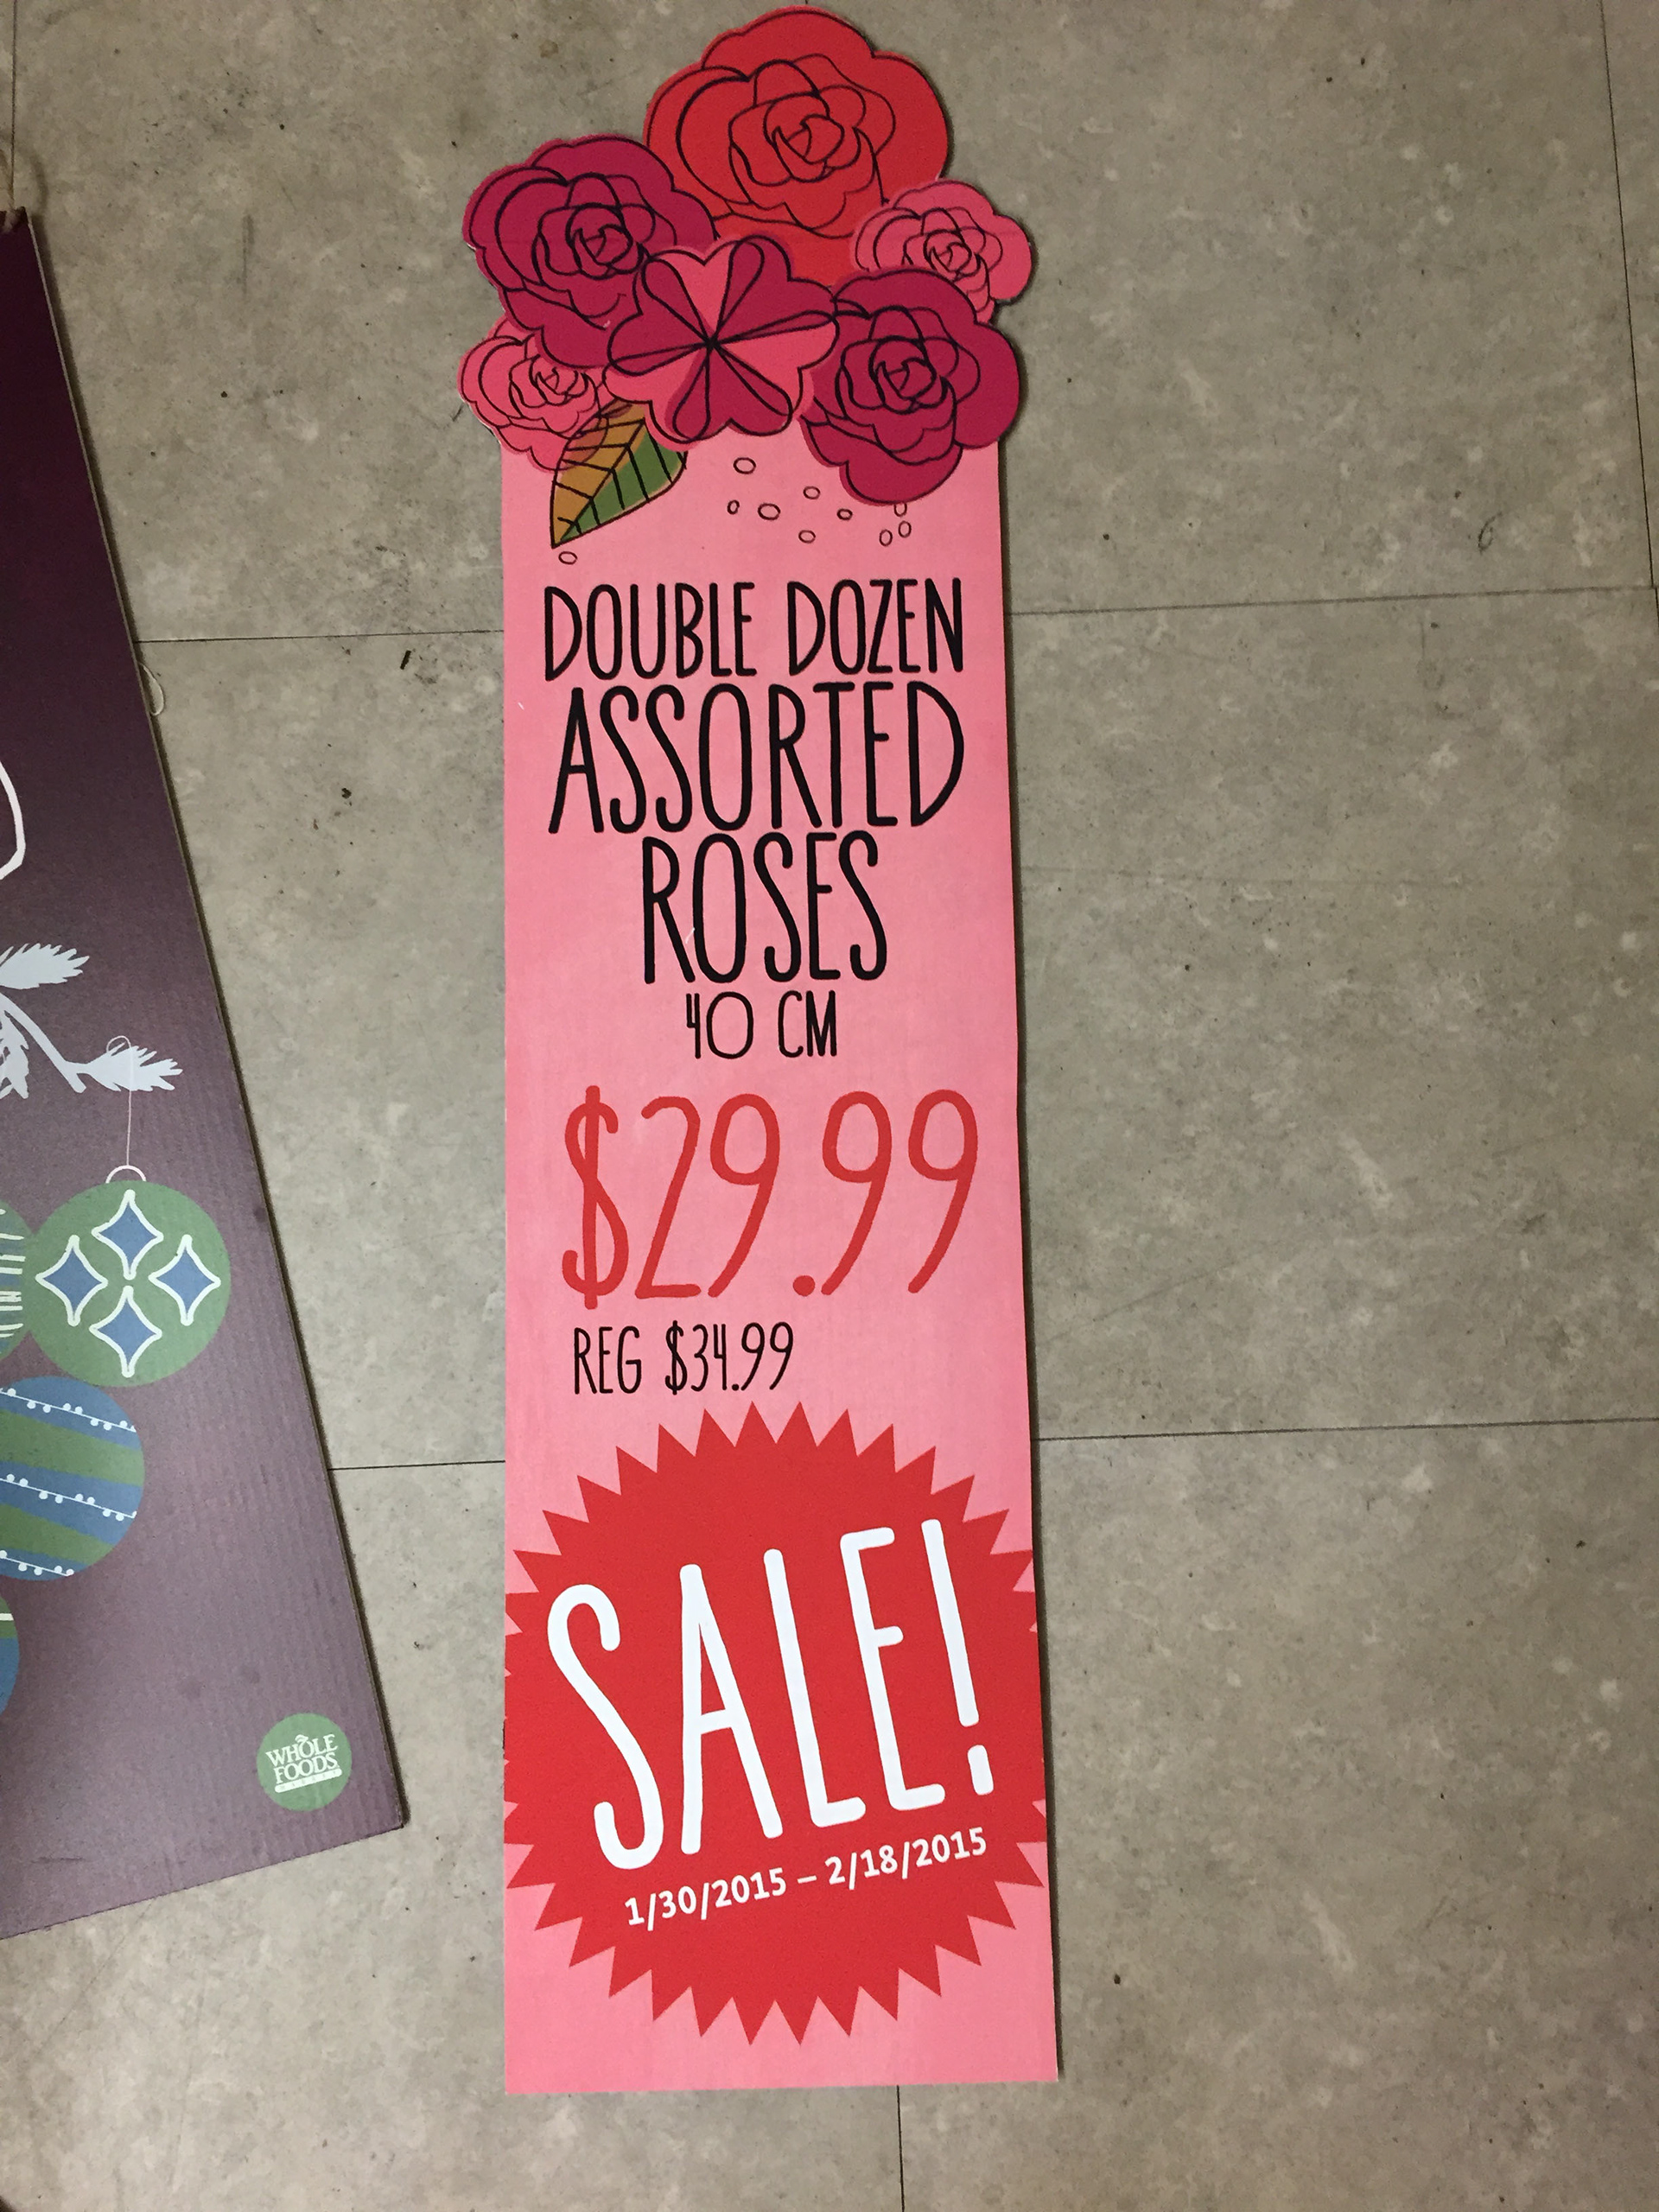 DOUBLE DOZEN
ASSORTED
ROSES
40 CM
$29.99
REG $34.99
SALE!
1/30/2015 – 2/18/2015
WHOLE
FOODS
MARKET